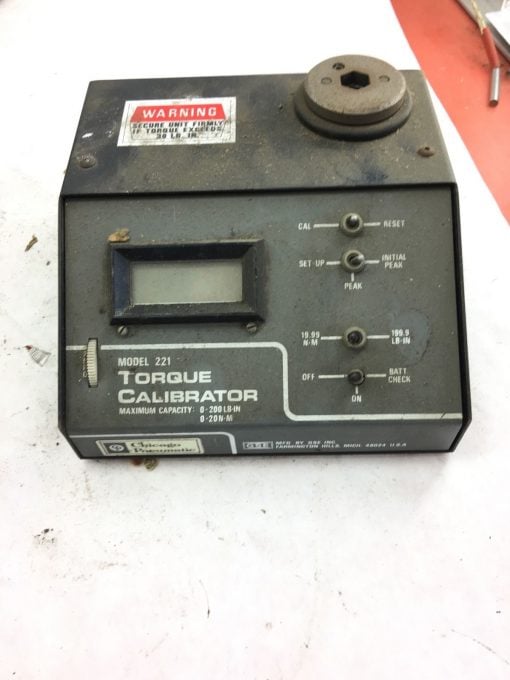 WARNING
SECURE UNIT FIRMLY
IF TORQUE EXCEEDS
30 LB. IN.
CAL
RESET
SET-UP
INITIAL
PEAK
PEAK
19.99
N-M
199.9
LB-IN
OFF
BATT
CHECK
ON
MODEL 221
TORQUE
CALIBRATOR
MAXIMUM CAPACITY: 0-200 LB-IN
0-20 N-M
Chicago
Pneumatic
GSE
MFG BY GSE INC.
FARMINGTON HILLS, MICH. 48024 U.S.A